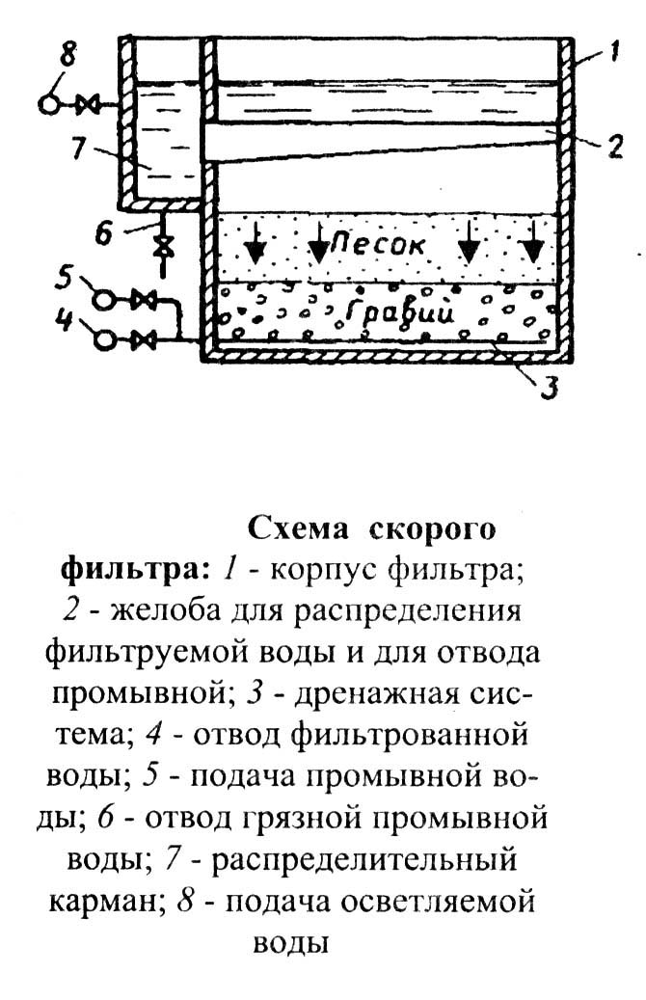 8
1
7
2
6
Песок
5
Гравий
4
3
Схема скорого
фильтра: 1 - корпус фильтра;
2 - желоба для распределения
фильтруемой воды и для отвода
промывной; 3 - дренажная сис-
тема; 4 - отвод фильтрованной
воды; 5 - подача промывной во-
ды; 6 - отвод грязной промывной
воды; 7 - распределительный
карман; 8 - подача осветляемой
воды